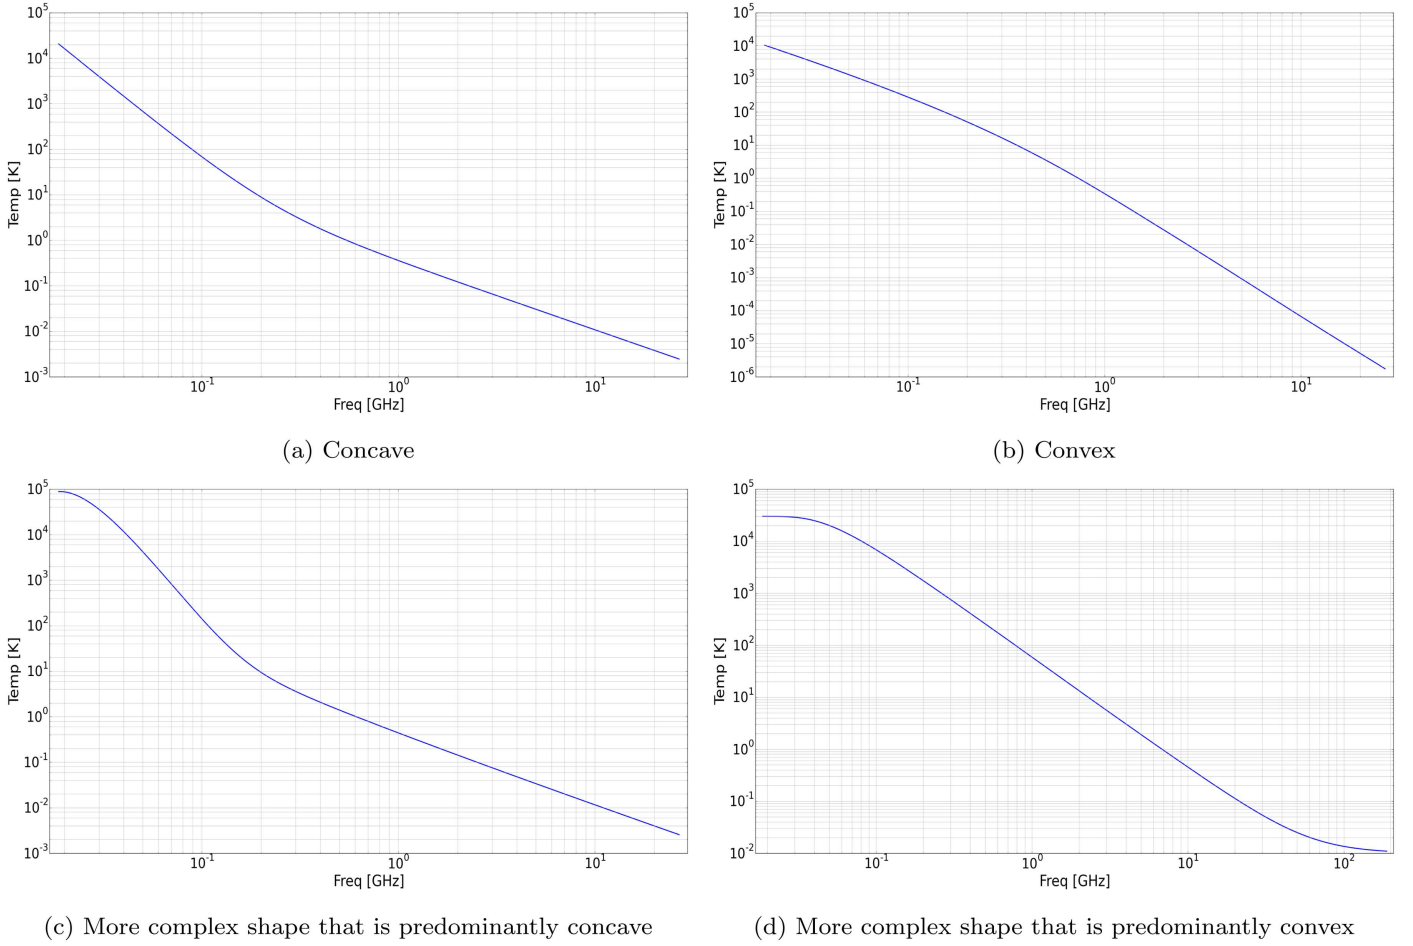 10^5
10^4
10^3
10^2
10^1
10^0
10^-1
10^-2
10^-3
Temp [K]
10^-1 10^0 10^1
Freq [GHz]
(a) Concave
10^5
10^4
10^3
10^2
10^1
10^0
10^-1
10^-2
10^-3
10^-4
10^-5
10^-6
Temp [K]
10^-1 10^0 10^1
Freq [GHz]
(b) Convex
10^5
10^4
10^3
10^2
10^1
10^0
10^-1
10^-2
10^-3
Temp [K]
10^-1 10^0 10^1
Freq [GHz]
(c) More complex shape that is predominantly concave
10^5
10^4
10^3
10^2
10^1
10^0
10^-1
10^-2
Temp [K]
10^-1 10^0 10^1 10^2
Freq [GHz]
(d) More complex shape that is predominantly convex